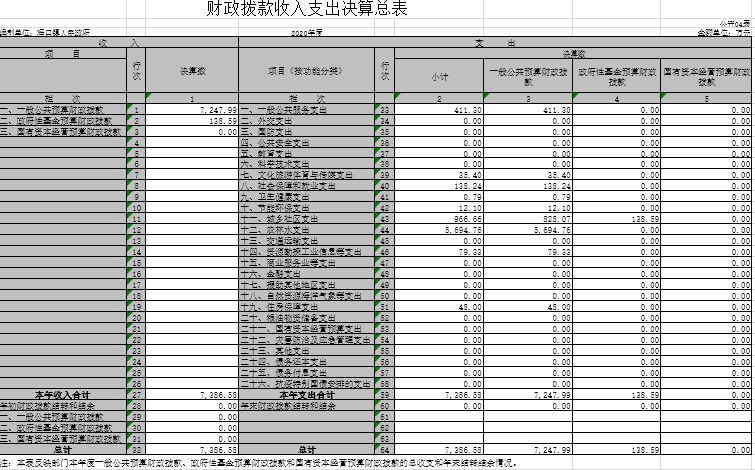 财政拨款收入支出决算总表
公开04表
编制单位：海口镇人民政府 2020年度 金额单位：万元
收 入 支 出
项 目 行次 决算数 项目（按功能分类） 行次 决算数
小计 一般公共预算财政拨款 政府性基金预算财政拨款 国有资本经营预算财政拨款
栏 次 1 栏 次 2 3 4 5
一、一般公共预算财政拨款 1 7,247.99 一、一般公共服务支出 33 411.30 411.30 0.00 0.00
二、政府性基金预算财政拨款 2 138.59 二、外交支出 34 0.00 0.00 0.00 0.00
三、国有资本经营预算财政拨款 3 0.00 三、国防支出 35 0.00 0.00 0.00 0.00
4 四、公共安全支出 36 0.00 0.00 0.00 0.00
5 五、教育支出 37 0.00 0.00 0.00 0.00
6 六、科学技术支出 38 0.00 0.00 0.00 0.00
7 七、文化旅游体育与传媒支出 39 35.40 35.40 0.00 0.00
8 八、社会保障和就业支出 40 138.24 138.24 0.00 0.00
9 九、卫生健康支出 41 0.79 0.79 0.00 0.00
10 十、节能环保支出 42 12.10 12.10 0.00 0.00
11 十一、城乡社区支出 43 966.66 828.07 138.59 0.00
12 十二、农林水支出 44 5,694.76 5,694.76 0.00 0.00
13 十三、交通运输支出 45 0.00 0.00 0.00 0.00
14 十四、资源勘探工业信息等支出 46 79.33 79.33 0.00 0.00
15 十五、商业服务业等支出 47 0.00 0.00 0.00 0.00
16 十六、金融支出 48 0.00 0.00 0.00 0.00
17 十七、援助其他地区支出 49 0.00 0.00 0.00 0.00
18 十八、自然资源海洋气象等支出 50 0.00 0.00 0.00 0.00
19 十九、住房保障支出 51 48.00 48.00 0.00 0.00
20 二十、粮油物资储备支出 52 0.00 0.00 0.00 0.00
21 二十一、国有资本经营预算支出 53 0.00 0.00 0.00 0.00
22 二十二、灾害防治及应急管理支出 54 0.00 0.00 0.00 0.00
23 二十三、其他支出 55 0.00 0.00 0.00 0.00
24 二十四、债务还本支出 56 0.00 0.00 0.00 0.00
25 二十五、债务付息支出 57 0.00 0.00 0.00 0.00
26 二十六、抗疫特别国债安排的支出 58 0.00 0.00 0.00 0.00
本年收入合计 27 7,386.58 本年支出合计 59 7,386.58 7,247.99 138.59 0.00
年初财政拨款结转和结余 28 0.00 年末财政拨款结转和结余 60 0.00 0.00 0.00 0.00
一、一般公共预算财政拨款 29 0.00 61
二、政府性基金预算财政拨款 30 0.00 62
三、国有资本经营预算财政拨款 31 0.00 63
总计 32 7,386.58 总计 64 7,386.58 7,247.99 138.59 0.00
注：本表反映部门本年度一般公共预算财政拨款、政府性基金预算财政拨款和国有资本经营预算财政拨款的总收支和年末结转结余情况。